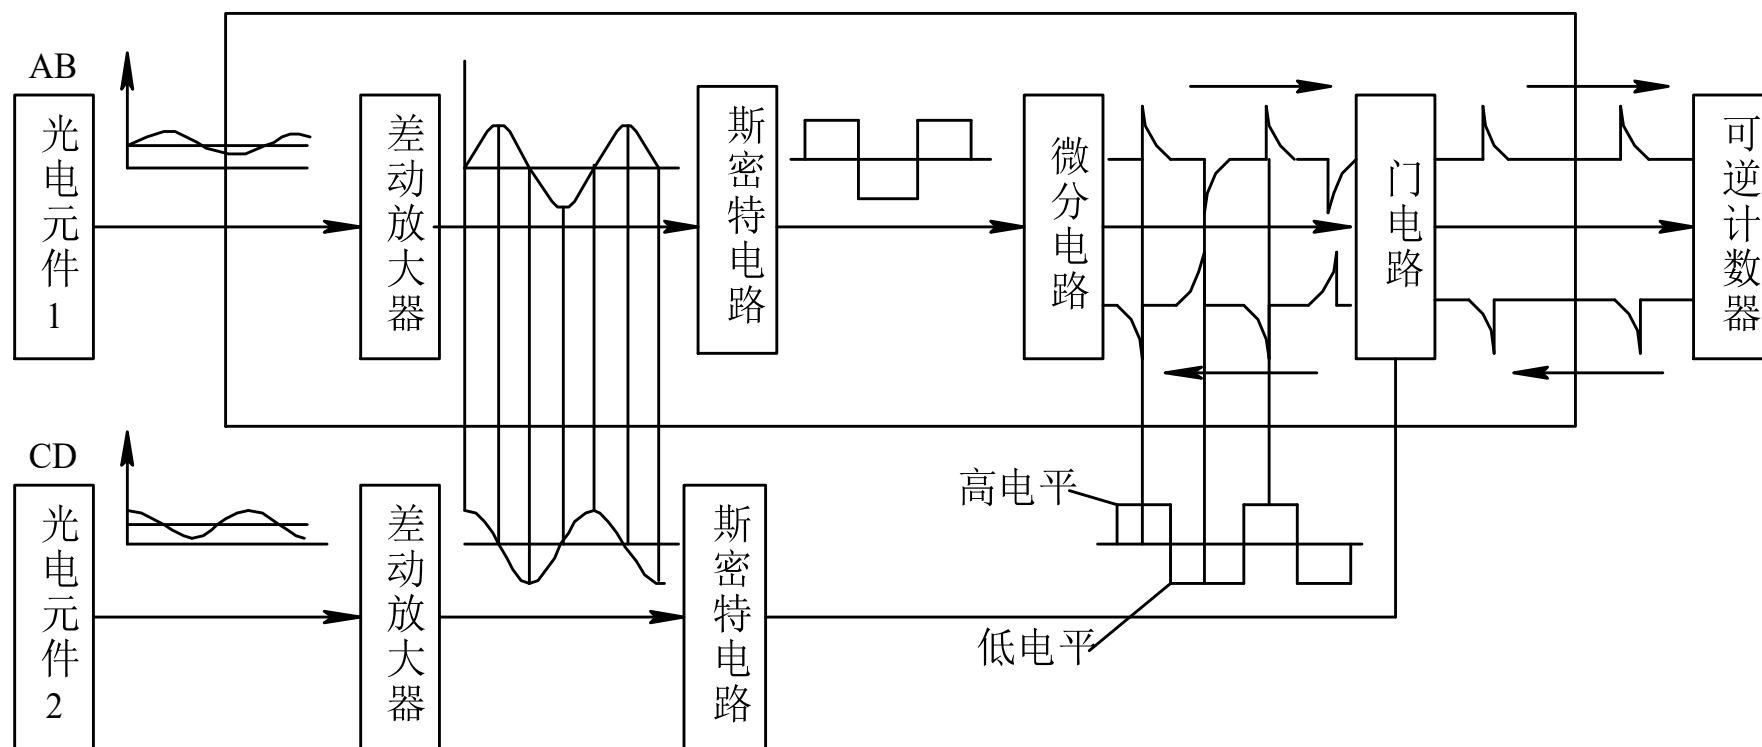 AB
光电元件1
差动放大器
斯密特电路
微分电路
门电路
可逆计数器
CD
光电元件2
差动放大器
斯密特电路
高电平
低电平